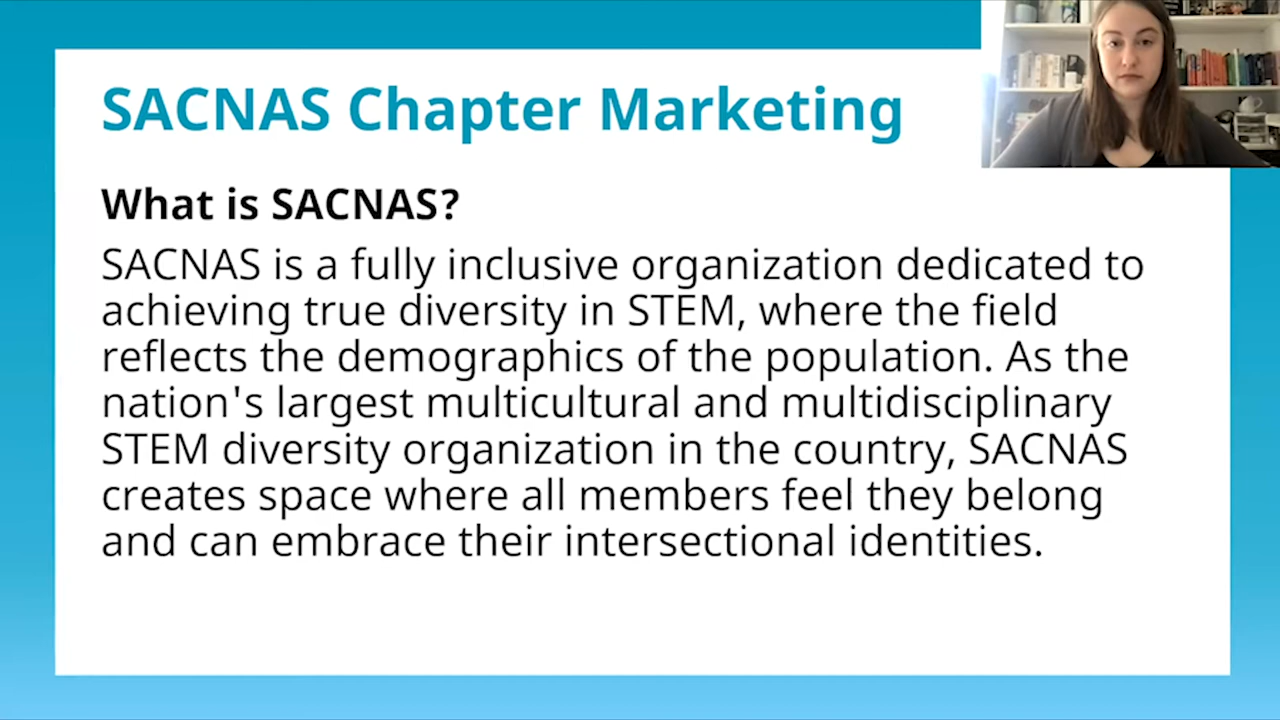 SACNAS Chapter Marketing
What is SACNAS?
SACNAS is a fully inclusive organization dedicated to
achieving true diversity in STEM, where the field
reflects the demographics of the population. As the
nation's largest multicultural and multidisciplinary
STEM diversity organization in the country, SACNAS
creates space where all members feel they belong
and can embrace their intersectional identities.